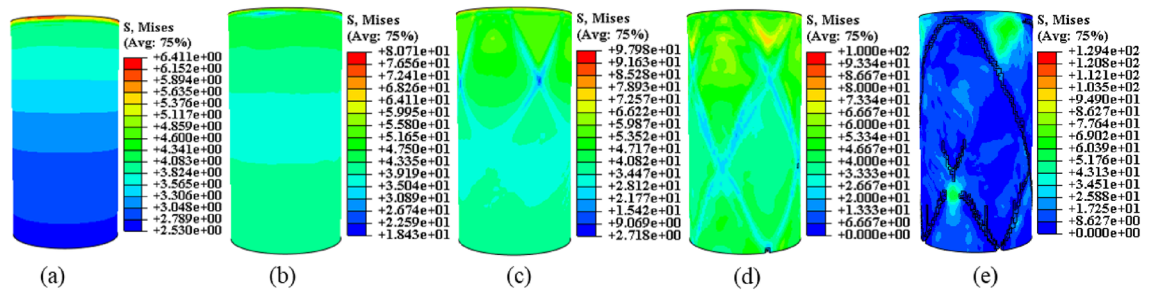 S, Mises
(Avg: 75%)
+6.411e+00
+6.152e+00
+5.894e+00
+5.635e+00
+5.376e+00
+5.117e+00
+4.859e+00
+4.600e+00
+4.341e+00
+4.083e+00
+3.824e+00
+3.565e+00
+3.306e+00
+3.048e+00
+2.789e+00
+2.530e+00
(a)
S, Mises
(Avg: 75%)
+8.071e+01
+7.656e+01
+7.241e+01
+6.826e+01
+6.411e+01
+5.995e+01
+5.580e+01
+5.165e+01
+4.750e+01
+4.335e+01
+3.919e+01
+3.504e+01
+3.089e+01
+2.674e+01
+2.259e+01
+1.843e+01
(b)
S, Mises
(Avg: 75%)
+9.798e+01
+9.163e+01
+8.528e+01
+7.893e+01
+7.257e+01
+6.622e+01
+5.987e+01
+5.352e+01
+4.717e+01
+4.082e+01
+3.447e+01
+2.812e+01
+2.177e+01
+1.542e+01
+9.069e+00
+2.718e+00
(c)
S, Mises
(Avg: 75%)
+1.000e+02
+9.334e+01
+8.667e+01
+8.000e+01
+7.334e+01
+6.667e+01
+6.000e+01
+5.334e+01
+4.667e+01
+4.000e+01
+3.333e+01
+2.667e+01
+2.000e+01
+1.333e+01
+6.667e+00
+0.000e+00
(d)
S, Mises
(Avg: 75%)
+1.294e+02
+1.208e+02
+1.121e+02
+1.035e+02
+9.490e+01
+8.627e+01
+7.764e+01
+6.902e+01
+6.039e+01
+5.176e+01
+4.313e+01
+3.451e+01
+2.588e+01
+1.725e+01
+8.627e+00
+0.000e+00
(e)